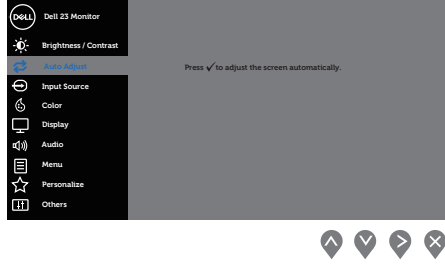 DELL
Dell 23 Monitor
Brightness / Contrast
Auto Adjust
Press ✓ to adjust the screen automatically.
Input Source
Color
Display
Audio
Menu
Personalize
Others